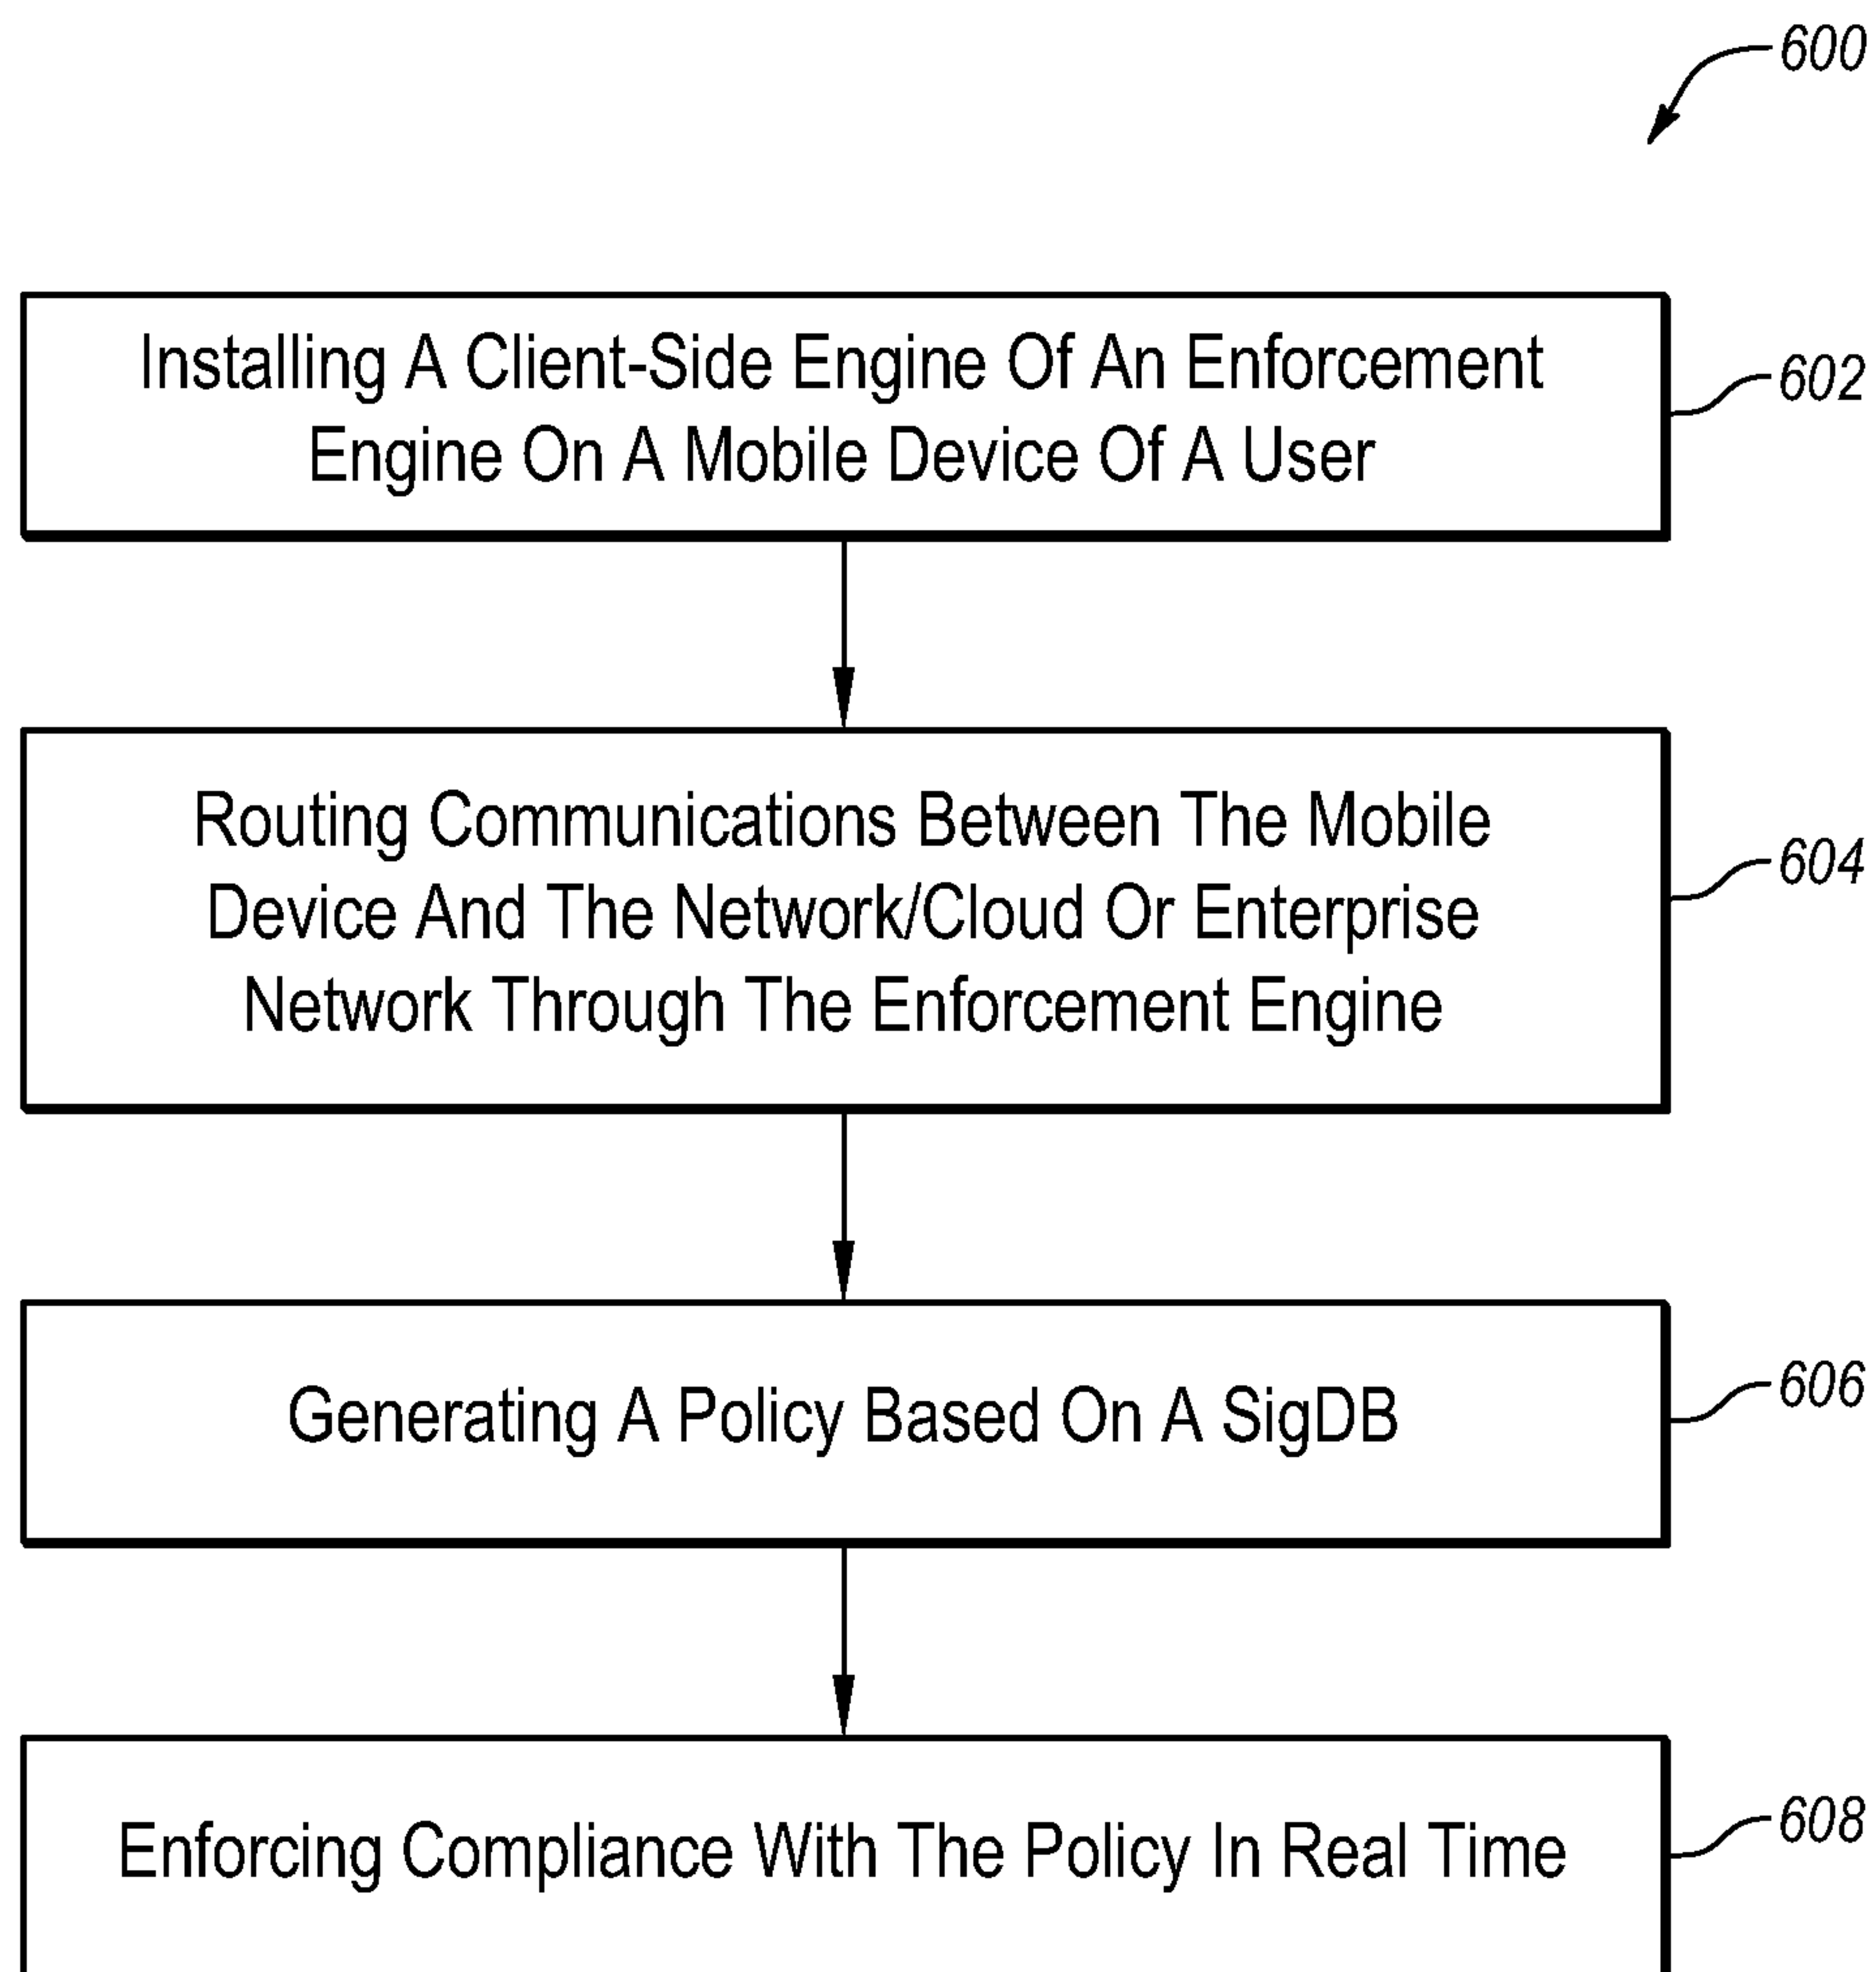 600
Installing A Client-Side Engine Of An Enforcement
Engine On A Mobile Device Of A User
602
Routing Communications Between The Mobile
Device And The Network/Cloud Or Enterprise
Network Through The Enforcement Engine
604
Generating A Policy Based On A SigDB
606
Enforcing Compliance With The Policy In Real Time
608